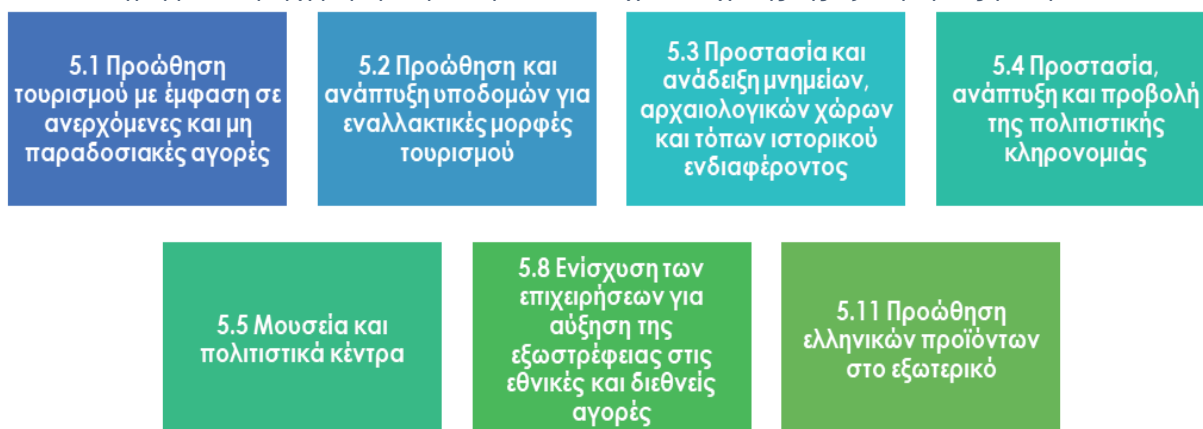 5.1 Προώθηση
τουρισμού με έμφαση σε
ανερχόμενες και μη
παραδοσιακές αγορές
5.2 Προώθηση και
ανάπτυξη υποδομών για
εναλλακτικές μορφές
τουρισμού
5.3 Προστασία και
ανάδειξη μνημείων,
αρχαιολογικών χώρων
και τόπων ιστορικού
ενδιαφέροντος
5.4 Προστασία,
ανάπτυξη και προβολή
της πολιτιστικής
κληρονομιάς
5.5 Μουσεία και
πολιτιστικά κέντρα
5.8 Ενίσχυση των
επιχειρήσεων για
αύξηση της
εξωστρέφειας στις
εθνικές και διεθνείς
αγορές
5.11 Προώθηση
ελληνικών προϊόντων
στο εξωτερικό